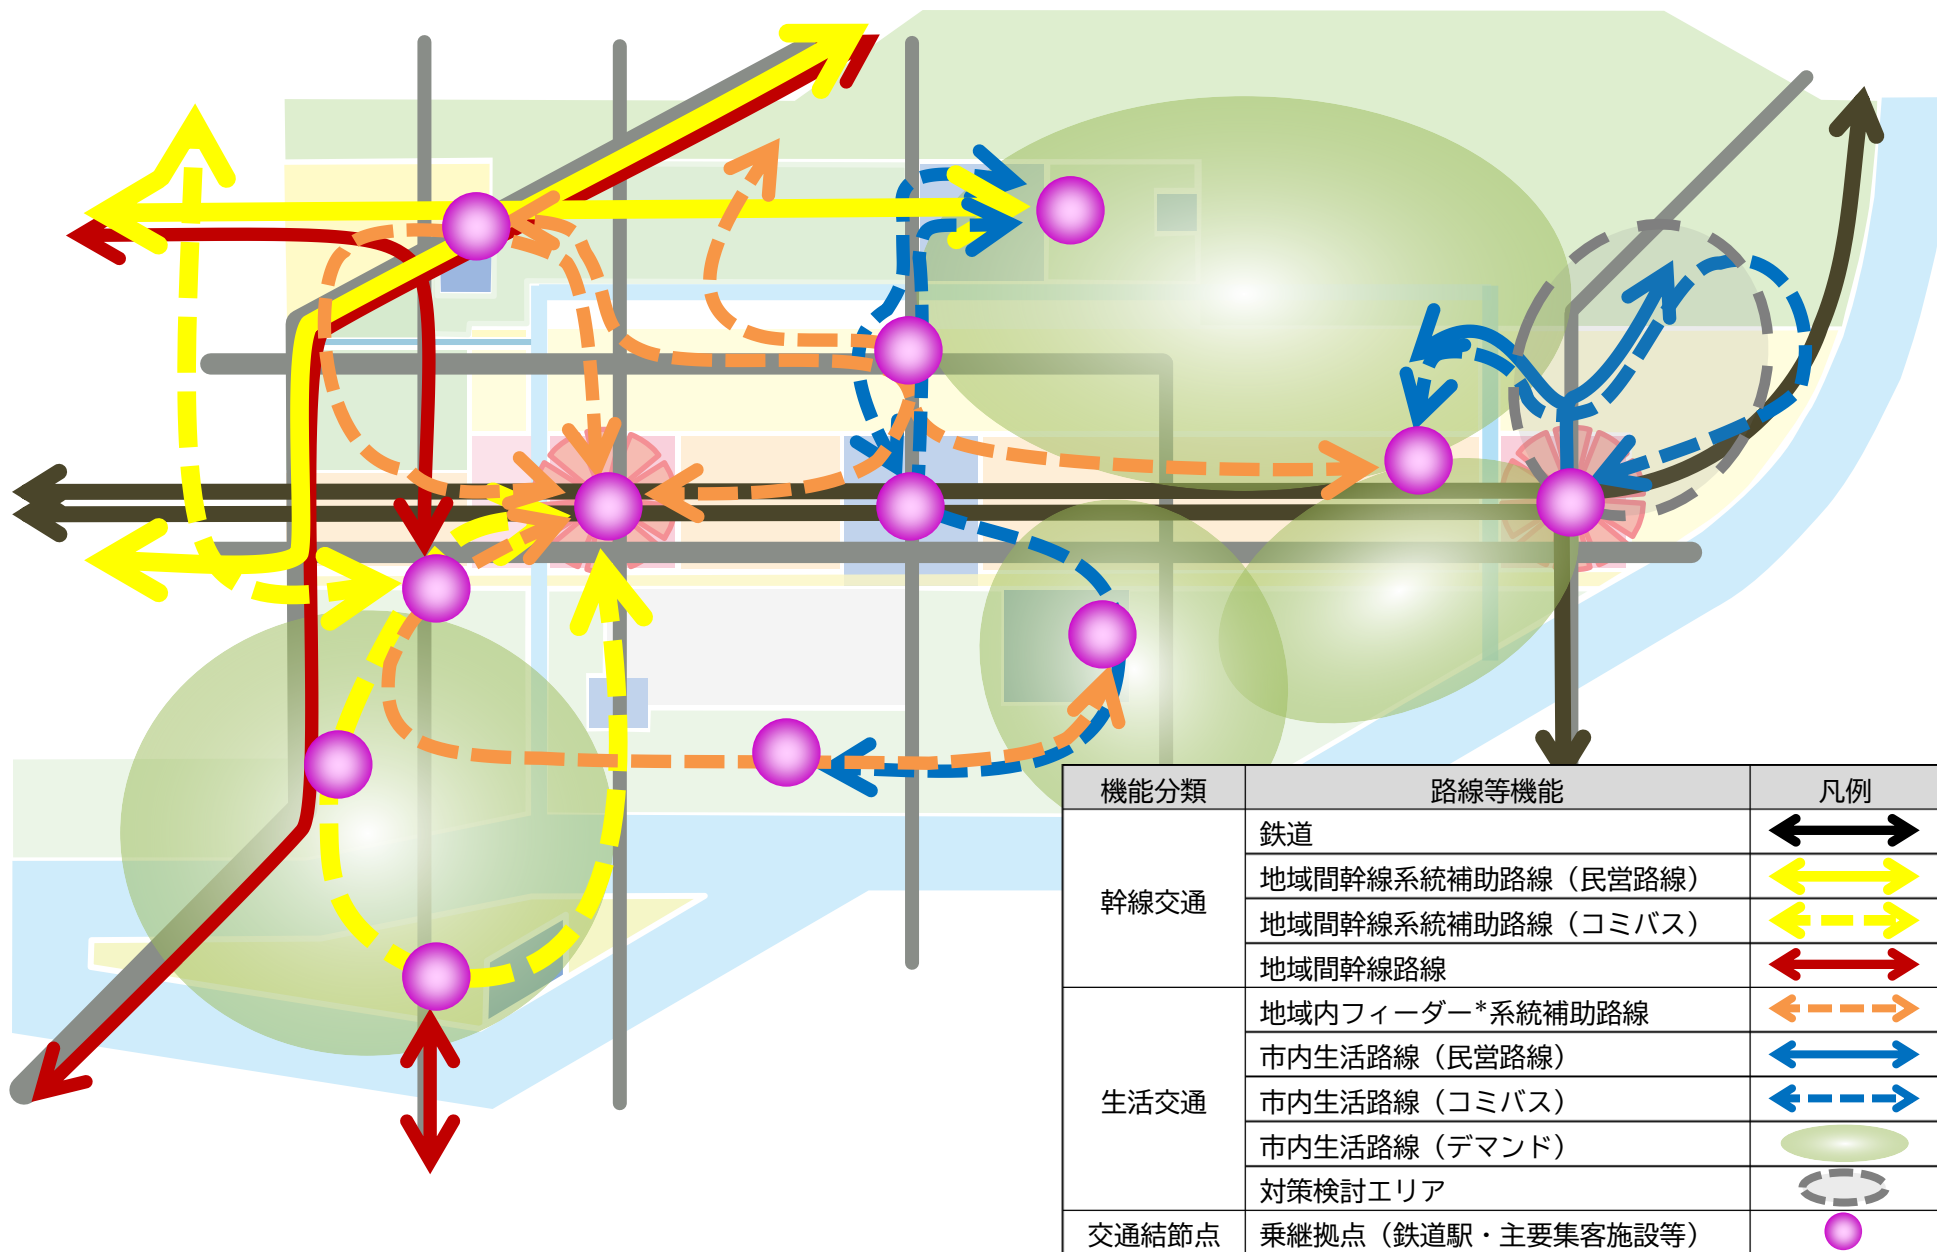 機能分類 路線等機能 凡例
幹線交通
鉄道
地域間幹線系統補助路線（民営路線）
地域間幹線系統補助路線（コミバス）
地域間幹線路線
生活交通
地域内フィーダー*系統補助路線
市内生活路線（民営路線）
市内生活路線（コミバス）
市内生活路線（デマンド）
対策検討エリア
交通結節点 乗継拠点（鉄道駅・主要集客施設等）